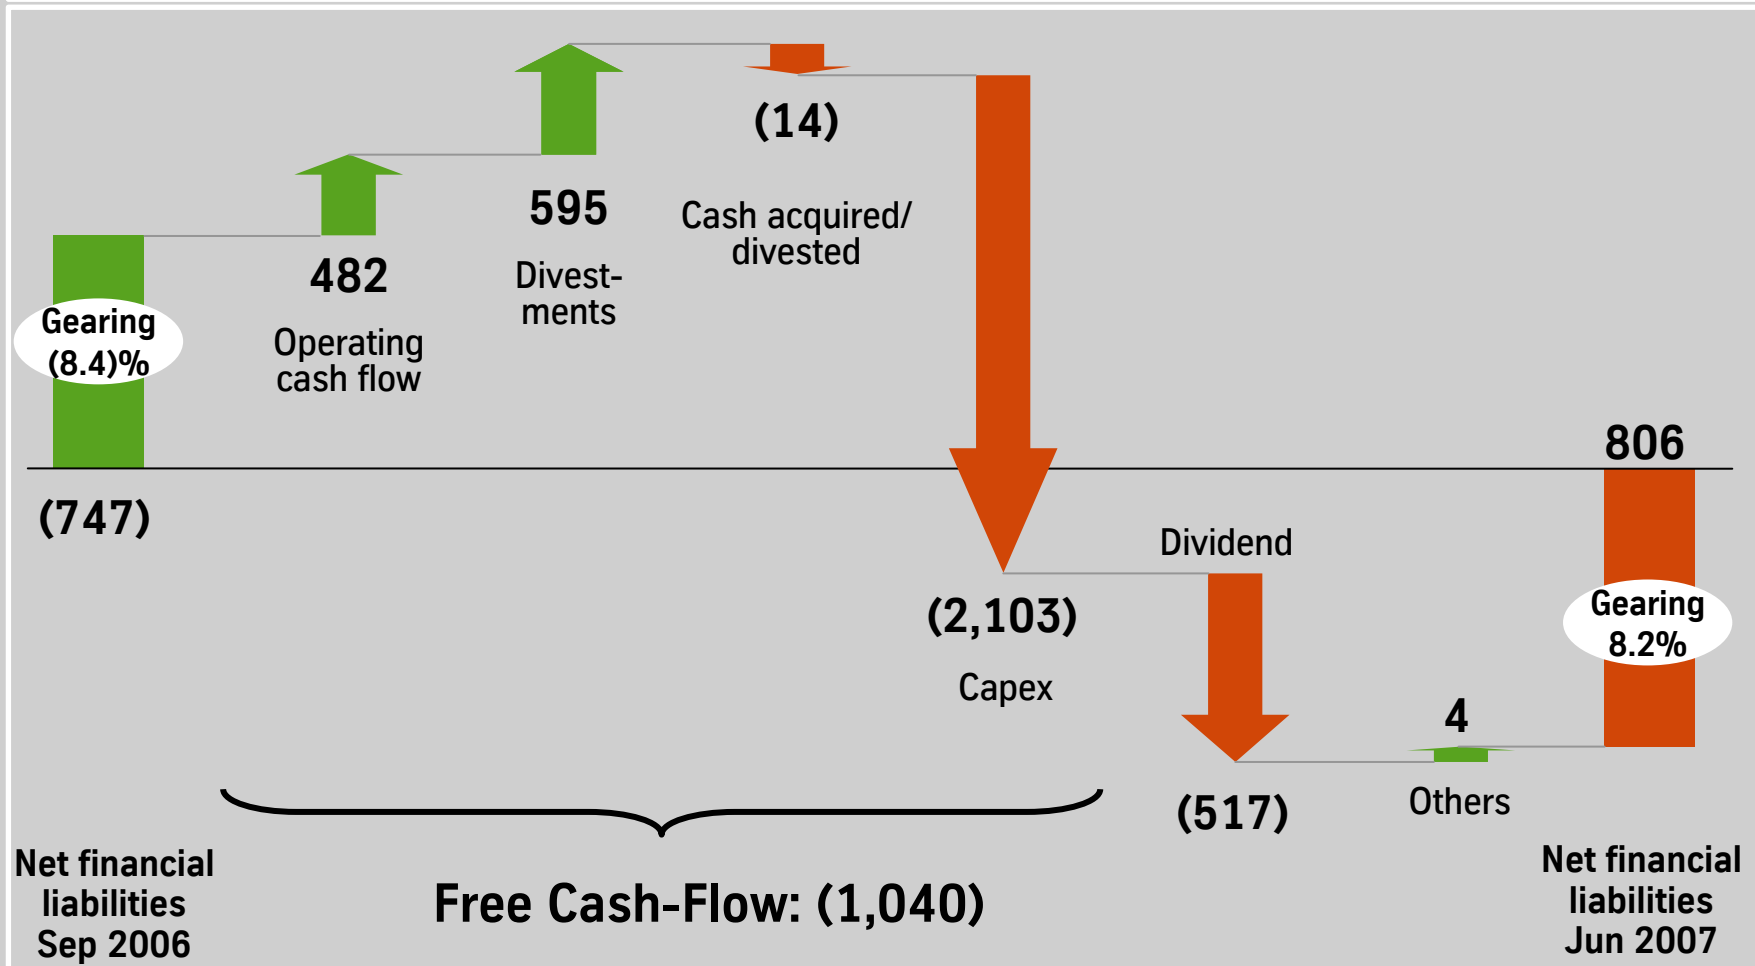 Gearing
(8.4)%
(747)
Net financial
liabilities
Sep 2006
482
Operating
cash flow
595
Divest-
ments
(14)
Cash acquired/
divested
(2,103)
Capex
Free Cash-Flow: (1,040)
Dividend
(517)
4
Others
806
Gearing
8.2%
Net financial
liabilities
Jun 2007